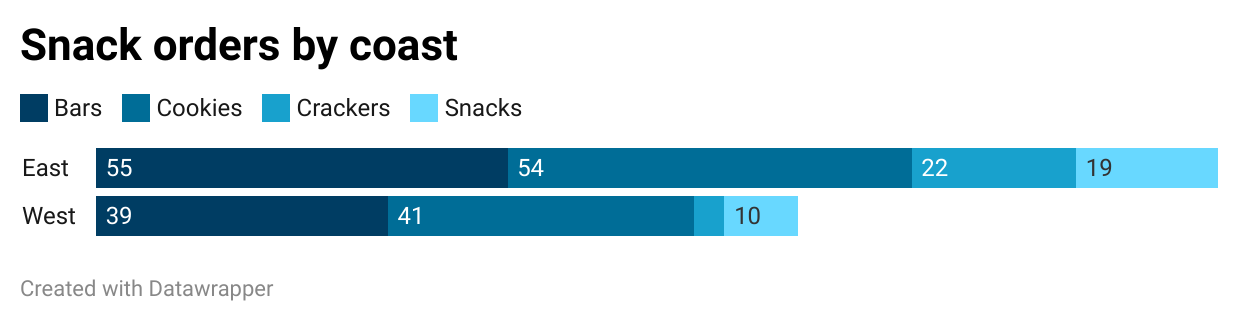 Snack orders by coast
Bars Cookies Crackers Snacks
East 55 54 22 19
West 39 41 10
Created with Datawrapper